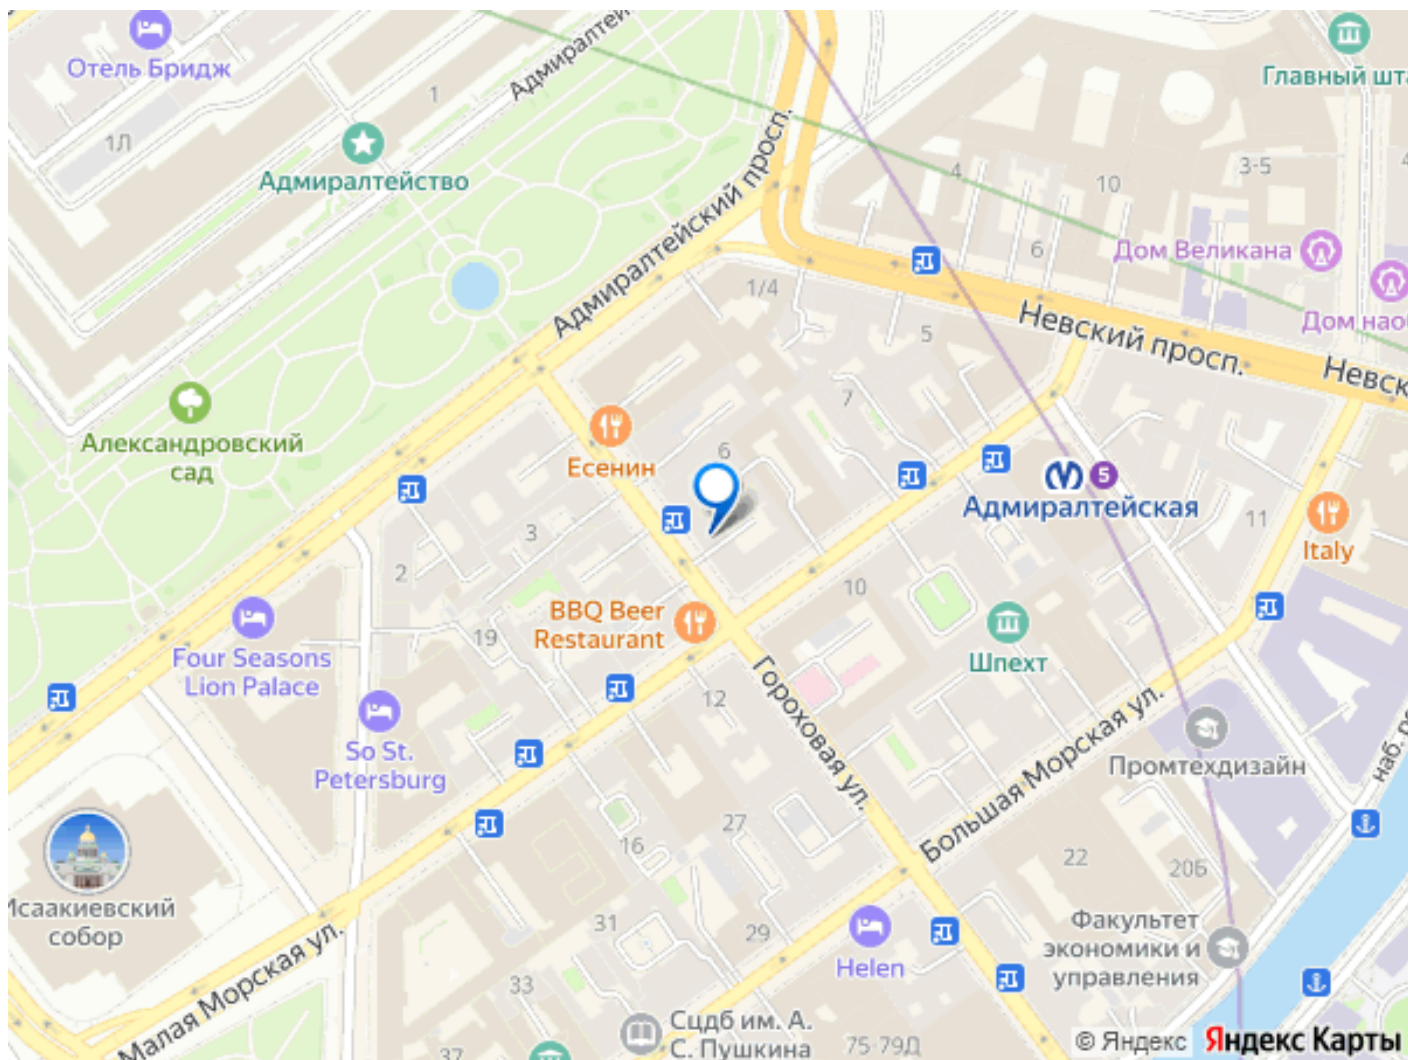 Отель Бридж
1
1Л
Адмиралтейство
Адмиралтейский просп.
Главный шта
3-5
4
10
6
Дом Великана
Дом наоб
1/4
5
Невский просп.
7
Александровский
сад
Есенин
6
5
Адмиралтейская
11
Italy
3
2
10
BBQ Beer
Restaurant
19
Four Seasons
Lion Palace
Шпехт
12
Гороховая ул.
So St.
Petersburg
Большая Морская ул.
Промтехдизайн
наб.
27
16
22
20Б
Исаакиевский
собор
Малая Морская ул.
31
29
Helen
Факультет
экономики и
управления
33
37
Сцдб им. А.
С. Пушкина
75-79Д
© Яндекс Яндекс Карты